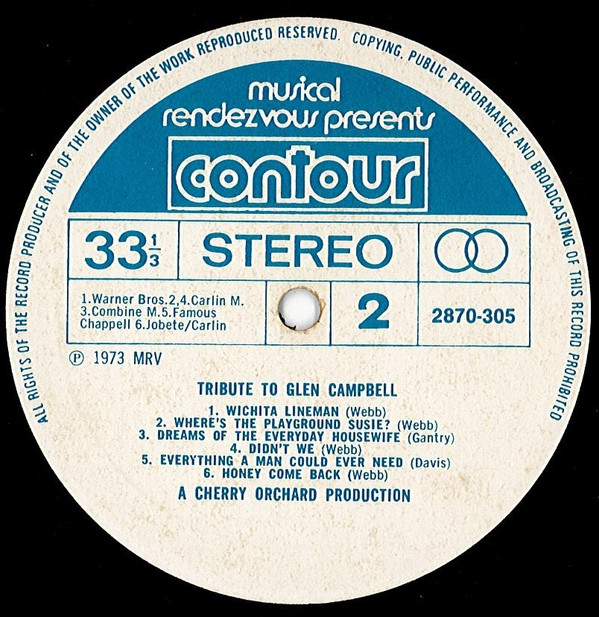 ALL RIGHTS OF THE RECORD PRODUCER AND OF THE OWNER OF THE WORK REPRODUCED RESERVED. COPYING, PUBLIC PERFORMANCE AND BROADCASTING OF THIS RECORD PROHIBITED
musical
rendezvous presents
contour
33 1/3 STEREO
1.Warner Bros.2,4.Carlin M.
3.Combine M.5.Famous
Chappell 6.Jobete/Carlin
2
2870-305
℗ 1973 MRV
TRIBUTE TO GLEN CAMPBELL
1. WICHITA LINEMAN (Webb)
2. WHERE'S THE PLAYGROUND SUSIE? (Webb)
3. DREAMS OF THE EVERYDAY HOUSEWIFE (Gantry)
4. DIDN'T WE (Webb)
5. EVERYTHING A MAN COULD EVER NEED (Davis)
6. HONEY COME BACK (Webb)
A CHERRY ORCHARD PRODUCTION